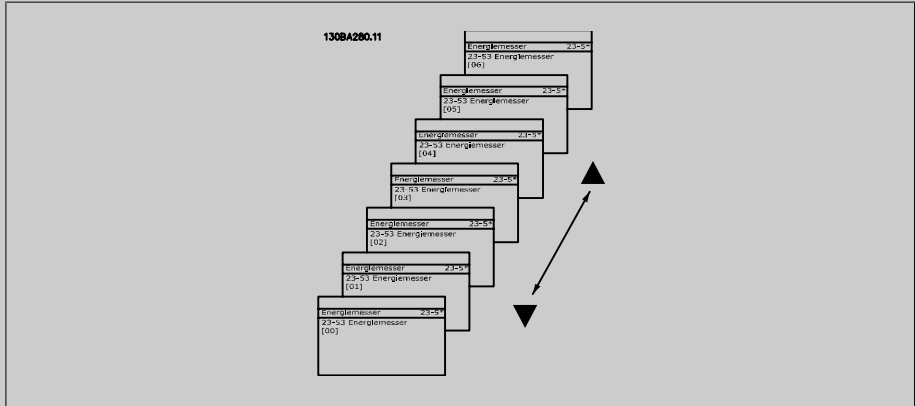 130BA280.11
Energiemesser 23-5*
23-53 Energiemesser
[06]
Energiemesser 23-5*
23-53 Energiemesser
[05]
Energiemesser 23-5*
23-53 Energiemesser
[04]
Energiemesser 23-5*
23-53 Energiemesser
[03]
Energiemesser 23-5*
23-53 Energiemesser
[02]
Energiemesser 23-5*
23-53 Energiemesser
[01]
Energiemesser 23-5*
23-53 Energiemesser
[00]